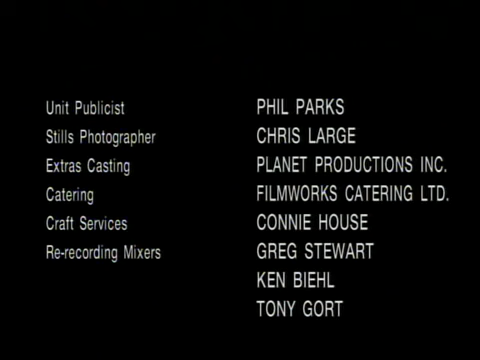 Unit Publicist PHIL PARKS
Stills Photographer CHRIS LARGE
Extras Casting PLANET PRODUCTIONS INC.
Catering FILMWORKS CATERING LTD.
Craft Services CONNIE HOUSE
Re-recording Mixers GREG STEWART
KEN BIEHL
TONY GORT